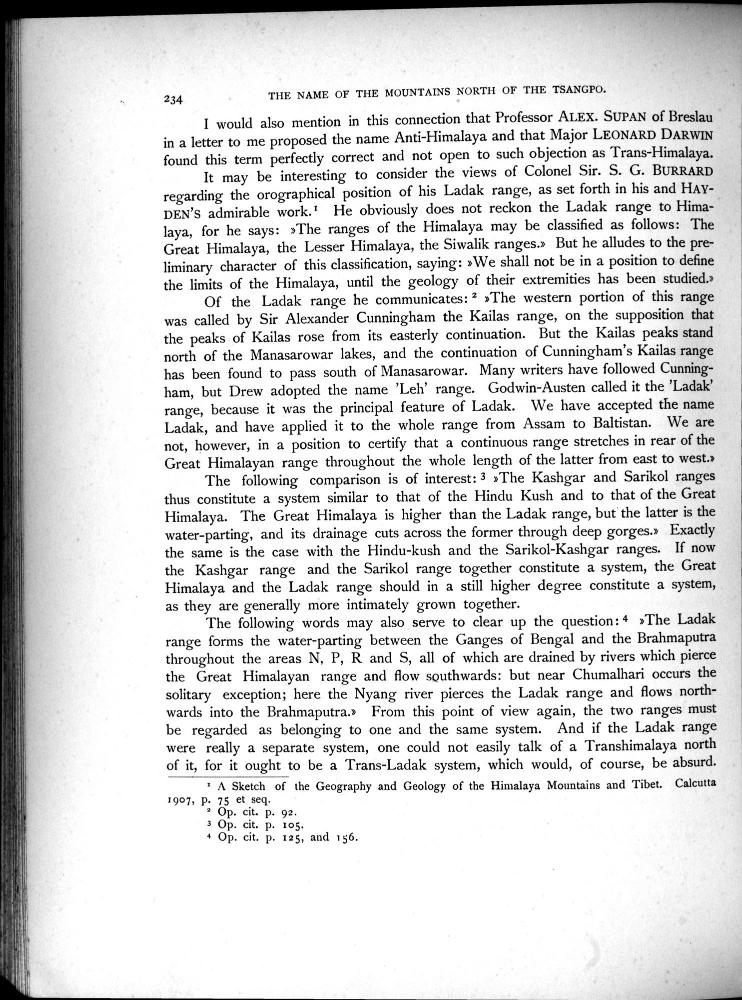 234
THE NAME OF THE MOUNTAINS NORTH OF THE TSANGPO.
I would also mention in this connection that Professor ALEX. SUPAN of Breslau
in a letter to me proposed the name Anti-Himalaya and that Major LEONARD DARWIN
found this term perfectly correct and not open to such objection as Trans-Himalaya.
It may be interesting to consider the views of Colonel Sir. S. G. BURRARD
regarding the orographical position of his Ladak range, as set forth in his and HAY-
DEN'S admirable work.¹ He obviously does not reckon the Ladak range to Hima-
laya, for he says: »The ranges of the Himalaya may be classified as follows: The
Great Himalaya, the Lesser Himalaya, the Siwalik ranges.» But he alludes to the pre-
liminary character of this classification, saying: »We shall not be in a position to define
the limits of the Himalaya, until the geology of their extremities has been studied.»
Of the Ladak range he communicates: ² »The western portion of this range
was called by Sir Alexander Cunningham the Kailas range, on the supposition that
the peaks of Kailas rose from its easterly continuation. But the Kailas peaks stand
north of the Manasarowar lakes, and the continuation of Cunningham's Kailas range
has been found to pass south of Manasarowar. Many writers have followed Cunning-
ham, but Drew adopted the name 'Leh' range. Godwin-Austen called it the 'Ladak'
range, because it was the principal feature of Ladak. We have accepted the name
Ladak, and have applied it to the whole range from Assam to Baltistan. We are
not, however, in a position to certify that a continuous range stretches in rear of the
Great Himalayan range throughout the whole length of the latter from east to west.»
The following comparison is of interest: ³ »The Kashgar and Sarikol ranges
thus constitute a system similar to that of the Hindu Kush and to that of the Great
Himalaya. The Great Himalaya is higher than the Ladak range, but the latter is the
water-parting, and its drainage cuts across the former through deep gorges.» Exactly
the same is the case with the Hindu-kush and the Sarikol-Kashgar ranges. If now
the Kashgar range and the Sarikol range together constitute a system, the Great
Himalaya and the Ladak range should in a still higher degree constitute a system,
as they are generally more intimately grown together.
The following words may also serve to clear up the question: ⁴ »The Ladak
range forms the water-parting between the Ganges of Bengal and the Brahmaputra
throughout the areas N, P, R and S, all of which are drained by rivers which pierce
the Great Himalayan range and flow southwards: but near Chumalhari occurs the
solitary exception; here the Nyang river pierces the Ladak range and flows north-
wards into the Brahmaputra.» From this point of view again, the two ranges must
be regarded as belonging to one and the same system. And if the Ladak range
were really a separate system, one could not easily talk of a Transhimalaya north
of it, for it ought to be a Trans-Ladak system, which would, of course, be absurd.
¹ A Sketch of the Geography and Geology of the Himalaya Mountains and Tibet. Calcutta
1907, p. 75 et seq.
² Op. cit. p. 92.
³ Op. cit. p. 105.
⁴ Op. cit. p. 125, and 156.